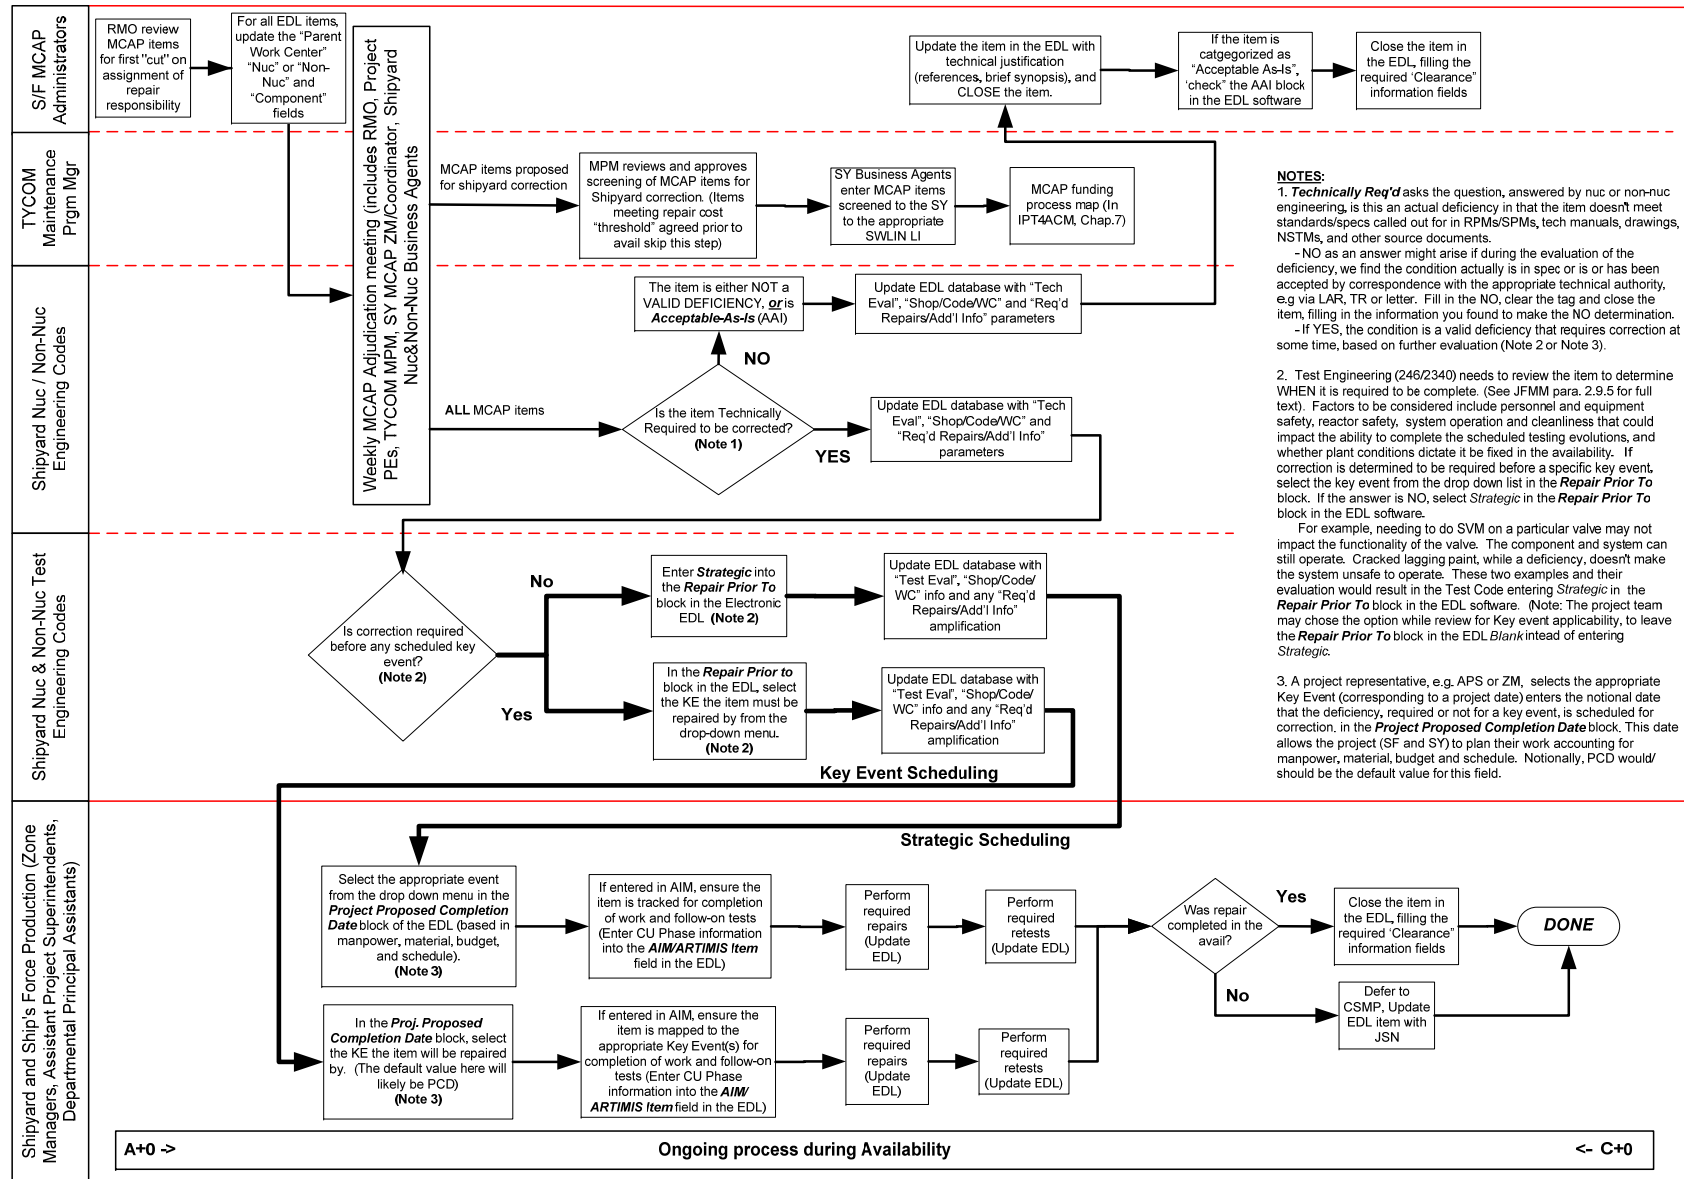 S/F MCAP
Administrators
RMO review
MCAP items
for first "cut" on
assignment of
repair
responsibility
For all EDL items,
update the “Parent
Work Center”
“Nuc” or “Non-
Nuc” and
“Component”
fields
Weekly MCAP Adjudication meeting (includes RMO, Project
PEs, TYCOM MPM, SY MCAP ZM/Coordinator, Shipyard
Nuc&Non-Nuc Business Agents
Update the item in the EDL with
technical justification
(references, brief synopsis), and
CLOSE the item.
If the item is
catgegorized as
“Acceptable As-Is”,
‘check” the AAI block
in the EDL software
Close the item in
the EDL, filling the
required ‘Clearance”
information fields
TYCOM
Maintenance
Prgm Mgr
MCAP items proposed
for shipyard correction
MPM reviews and approves
screening of MCAP items for
Shipyard correction. (Items
meeting repair cost
“threshold” agreed prior to
avail skip this step)
SY Business Agents
enter MCAP items
screened to the SY
to the appropriate
SWLIN LI
MCAP funding
process map (In
IPT4ACM, Chap.7)
Shipyard Nuc / Non-Nuc
Engineering Codes
The item is either NOT A
VALID DEFICIENCY, or is
Acceptable-As-Is (AAI)
Update EDL database with “Tech
Eval”, “Shop/Code/WC” and “Req’d
Repairs/Add’l Info” parameters
NO
ALL MCAP items
Is the item Technically
Required to be corrected?
(Note 1)
YES
Update EDL database with “Tech
Eval”, “Shop/Code/WC” and
“Req’d Repairs/Add’l Info”
parameters
Shipyard Nuc & Non-Nuc Test
Engineering Codes
Is correction required
before any scheduled key
event?
(Note 2)
No
Enter Strategic into
the Repair Prior To
block in the Electronic
EDL (Note 2)
Update EDL database with
“Test Eval”, “Shop/Code/
WC” info and any “Req’d
Repairs/Add’l Info”
amplification
Yes
In the Repair Prior to
block in the EDL, select
the KE the item must be
repaired by from the
drop-down menu.
(Note 2)
Update EDL database with
“Test Eval”, “Shop/Code/
WC” info and any “Req’d
Repairs/Add’l Info”
amplification
Key Event Scheduling
NOTES:
1. Technically Req'd asks the question, answered by nuc or non-nuc
engineering, is this an actual deficiency in that the item doesn't meet
standards/specs called out for in RPMs/SPMs, tech manuals, drawings,
NSTMs, and other source documents.
- NO as an answer might arise if during the evaluation of the
deficiency, we find the condition actually is in spec or is or has been
accepted by correspondence with the appropriate technical authority,
e.g via LAR, TR or letter. Fill in the NO, clear the tag and close the
item, filling in the information you found to make the NO determination.
- If YES, the condition is a valid deficiency that requires correction at
some time, based on further evaluation (Note 2 or Note 3).
2. Test Engineering (246/2340) needs to review the item to determine
WHEN it is required to be complete. (See JFMM para. 2.9.5 for full
text). Factors to be considered include personnel and equipment
safety, reactor safety, system operation and cleanliness that could
impact the ability to complete the scheduled testing evolutions, and
whether plant conditions dictate it be fixed in the availability. If
correction is determined to be required before a specific key event,
select the key event from the drop down list in the Repair Prior To
block. If the answer is NO, select Strategic in the Repair Prior To
block in the EDL software.
For example, needing to do SVM on a particular valve may not
impact the functionality of the valve. The component and system can
still operate. Cracked lagging paint, while a deficiency, doesn't make
the system unsafe to operate. These two examples and their
evaluation would result in the Test Code entering Strategic in the
Repair Prior To block in the EDL software. (Note: The project team
may chose the option while review for Key event applicability, to leave
the Repair Prior To block in the EDL Blank intead of entering
Strategic.
3. A project representative, e.g. APS or ZM, selects the appropriate
Key Event (corresponding to a project date) enters the notional date
that the deficiency, required or not for a key event, is scheduled for
correction. in the Project Proposed Completion Date block. This date
allows the project (SF and SY) to plan their work accounting for
manpower, material, budget and schedule. Notionally, PCD would/
should be the default value for this field.
Shipyard and Ship's Force Production (Zone
Managers, Assistant Project Superintendents,
Departmental Principal Assistants)
Strategic Scheduling
Select the appropriate event
from the drop down menu in the
Project Proposed Completion
Date block of the EDL (based in
manpower, material, budget,
and schedule).
(Note 3)
If entered in AIM, ensure the
item is tracked for completion
of work and follow-on tests
(Enter CU Phase information
into the AIM/ARTIMIS Item
field in the EDL)
Perform
required
repairs
(Update
EDL)
Perform
required
retests
(Update EDL)
Was repair
completed in the
avail?
Yes
Close the item in
the EDL, filling the
required ‘Clearance”
information fields
DONE
No
Defer to
CSMP, Update
EDL item with
JSN
In the Proj. Proposed
Completion Date block, select
the KE the item will be repaired
by. (The default value here will
likely be PCD)
(Note 3)
If entered in AIM, ensure the
item is mapped to the
appropriate Key Event(s) for
completion of work and follow-on
tests (Enter CU Phase
information into the AIM/
ARTIMIS Item field in the EDL)
Perform
required
repairs
(Update
EDL)
Perform
required
retests
(Update EDL)
A+0 ->
Ongoing process during Availability
<- C+0